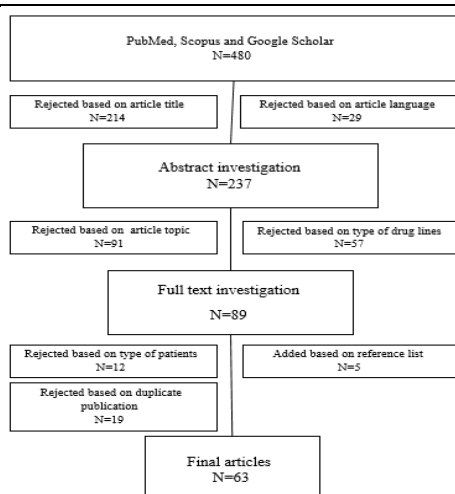 PubMed, Scopus and Google Scholar
N=480
Rejected based on article title
N=214
Rejected based on article language
N=29
Abstract investigation
N=237
Rejected based on article topic
N=91
Rejected based on type of drug lines
N=57
Full text investigation
N=89
Rejected based on type of patients
N=12
Added based on reference list
N=5
Rejected based on duplicate
publication
N=19
Final articles
N=63